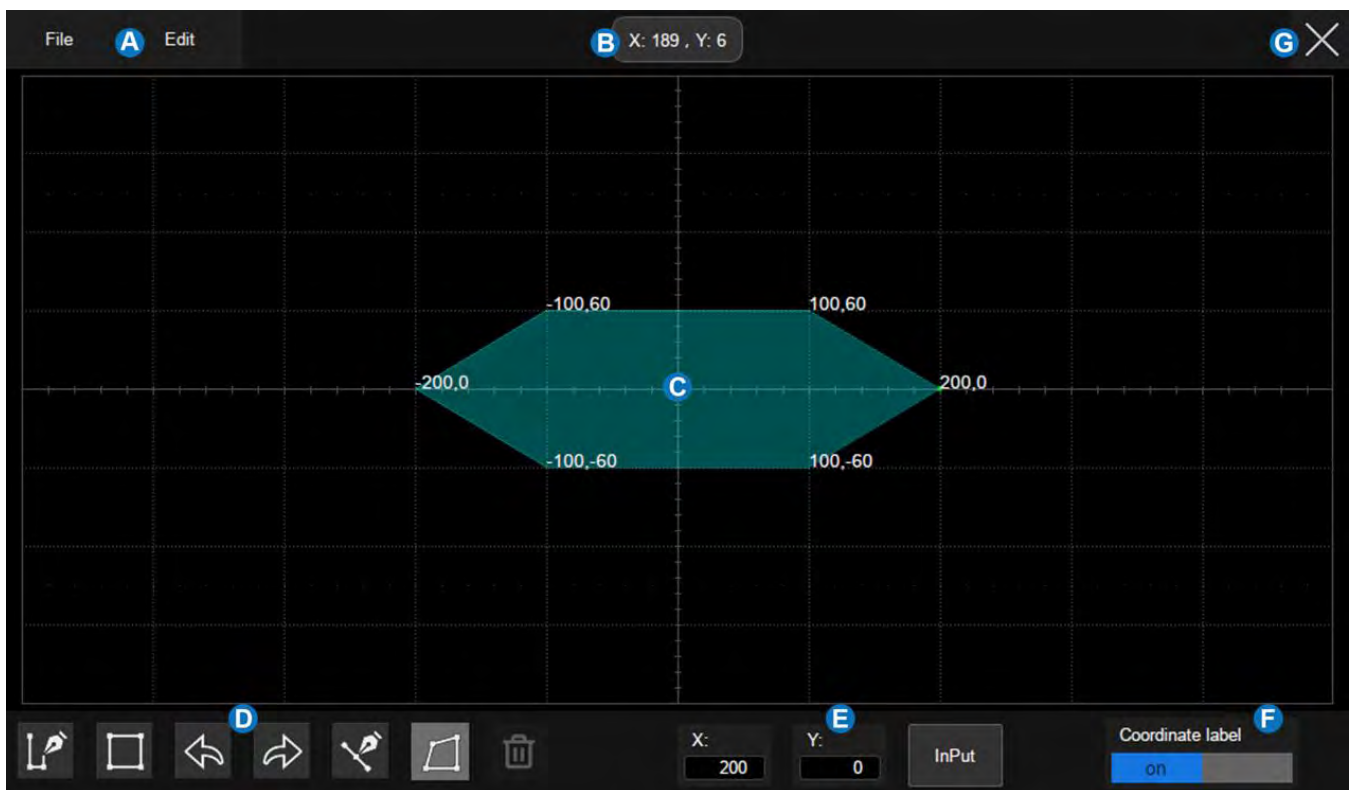 File A Edit
B X: 189 , Y: 6
G
-100,60 100,60
-200,0 C 200,0
-100,-60 100,-60
D
E
F
X: Y: Coordinate label
200 0 InPut on